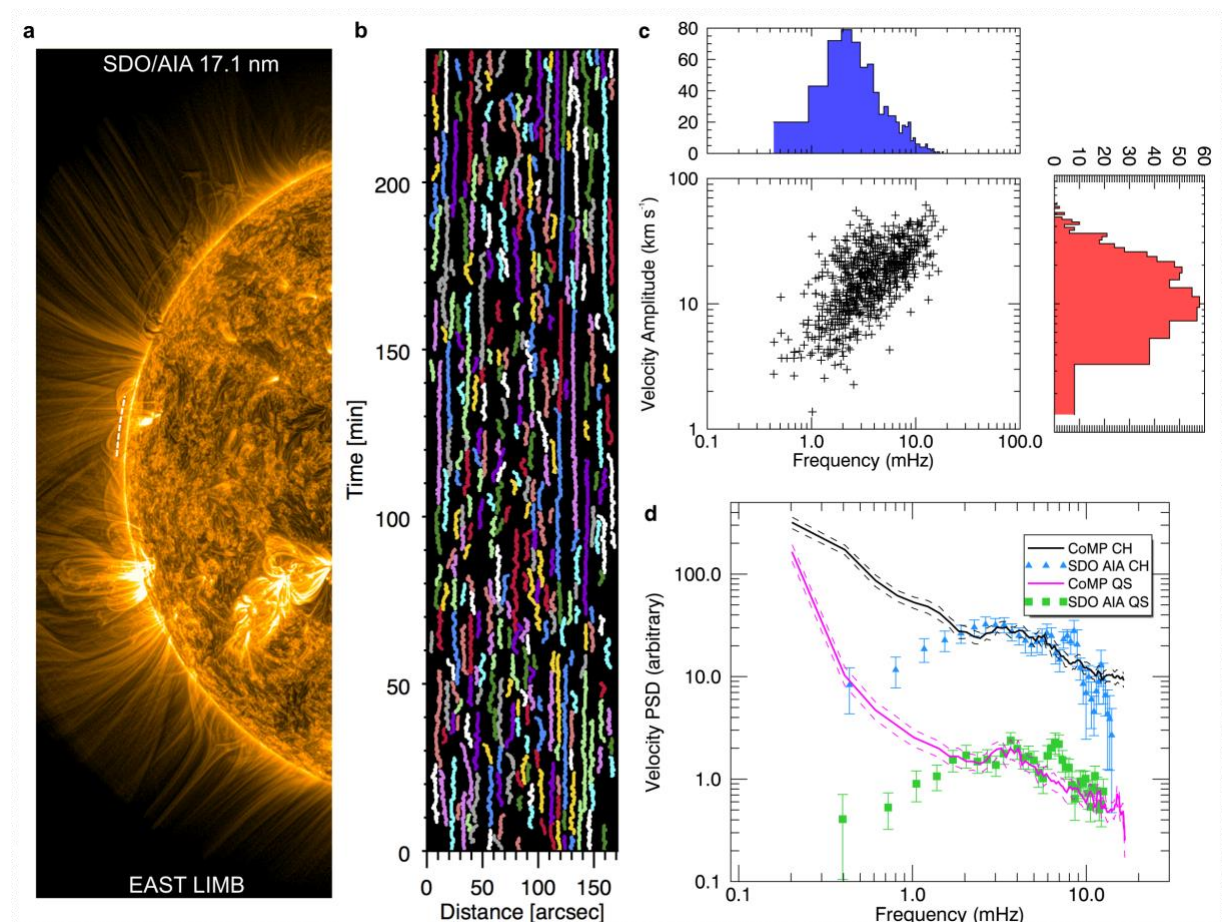 a
SDO/AIA 17.1 nm
EAST LIMB
b
200
150
100
50
0
Time [min]
0 50 100 150
Distance [arcsec]
c
80
60
40
20
0
0 10 20 30 40 50 60
100
10
1
Velocity Amplitude (km s⁻¹)
0.1 1.0 10.0 100.0
Frequency (mHz)
d
100.0
10.0
1.0
0.1
Velocity PSD (arbitrary)
CoMP CH
SDO AIA CH
CoMP QS
SDO AIA QS
0.1 1.0 10.0
Frequency (mHz)